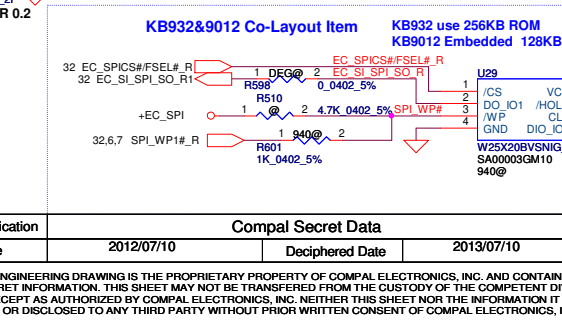 R 0.2
KB932&9012 Co-Layout Item
KB932 use 256KB ROM
KB9012 Embedded 128KB
32 EC_SPICS#/FSEL#_R
EC_SPICS#/FSEL#_R
32 EC_SI_SPI_SO_R1
1 DEG@ 2
EC_SI_SPI_SO_R
R598
0_0402_5%
R510
+EC_SPI
1 @ 2
4.7K_0402_5%
SPI_WP#
32,6,7 SPI_WP1#_R
1 940@ 2
R601
1K_0402_5%
U29
1 /CS VC
2 DO_IO1 /HOL
3 /WP CL
4 GND DIO_IO
W25X20BVSNIG_
SA00003GM10
940@
ication
Compal Secret Data
2012/07/10
Deciphered Date
2013/07/10
NGINEERING DRAWING IS THE PROPRIETARY PROPERTY OF COMPAL ELECTRONICS, INC. AND CONTAIN
RET INFORMATION. THIS SHEET MAY NOT BE TRANSFERED FROM THE CUSTODY OF THE COMPETENT DI
CEPT AS AUTHORIZED BY COMPAL ELECTRONICS, INC. NEITHER THIS SHEET NOR THE INFORMATION IT
OR DISCLOSED TO ANY THIRD PARTY WITHOUT PRIOR WRITTEN CONSENT OF COMPAL ELECTRONICS, I